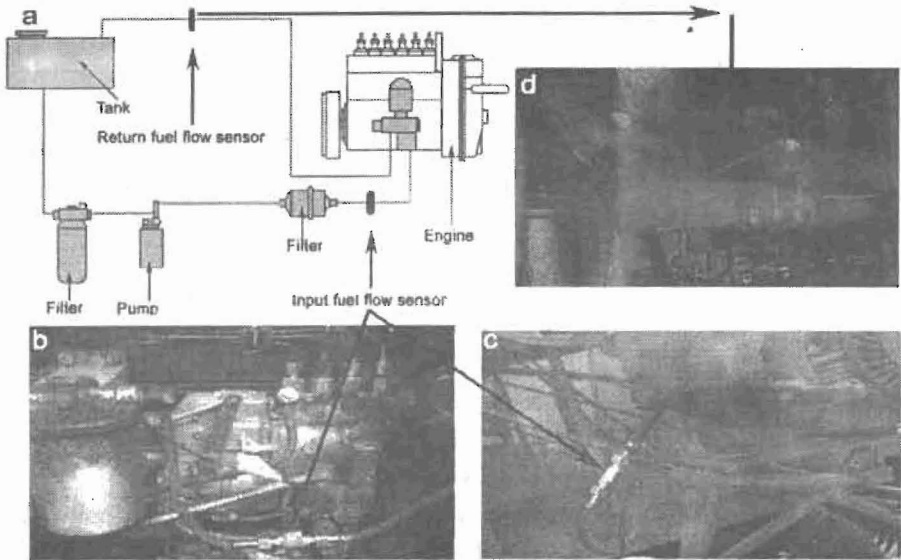 a
Tank
Return fuel flow sensor
d
Filter
Engine
Filter
Pump
Input fuel flow sensor
b
c